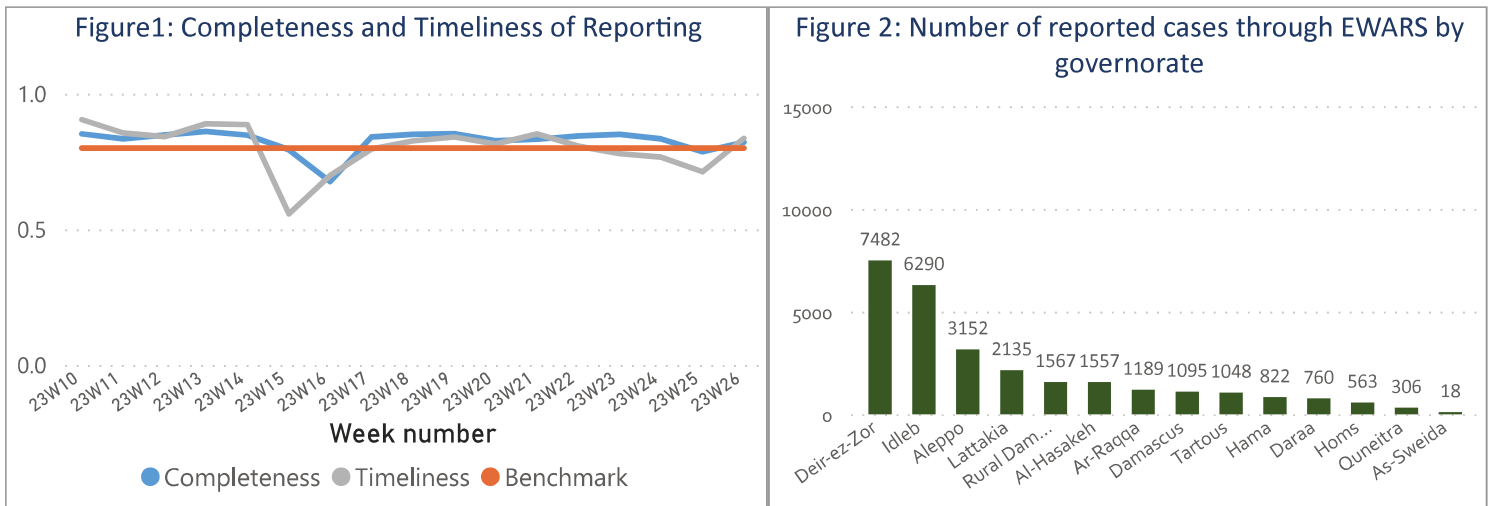 Figure1: Completeness and Timeliness of Reporting
1.0
0.5
0.0
23W10
23W11
23W12
23W13
23W14
23W15
23W16
23W17
23W18
23W19
23W20
23W21
23W22
23W23
23W24
23W25
23W26
Week number
Completeness Timeliness Benchmark
Figure 2: Number of reported cases through EWARS by
governorate
15000
10000
5000
0
7482
6290
3152
2135
1567
1557
1189
1095
1048
822
760
563
306
18
Deir-ez-Zor
Idleb
Aleppo
Lattakia
Rural Dam...
Al-Hasakeh
Ar-Raqqa
Damascus
Tartous
Hama
Daraa
Homs
Quneitra
As-Sweida